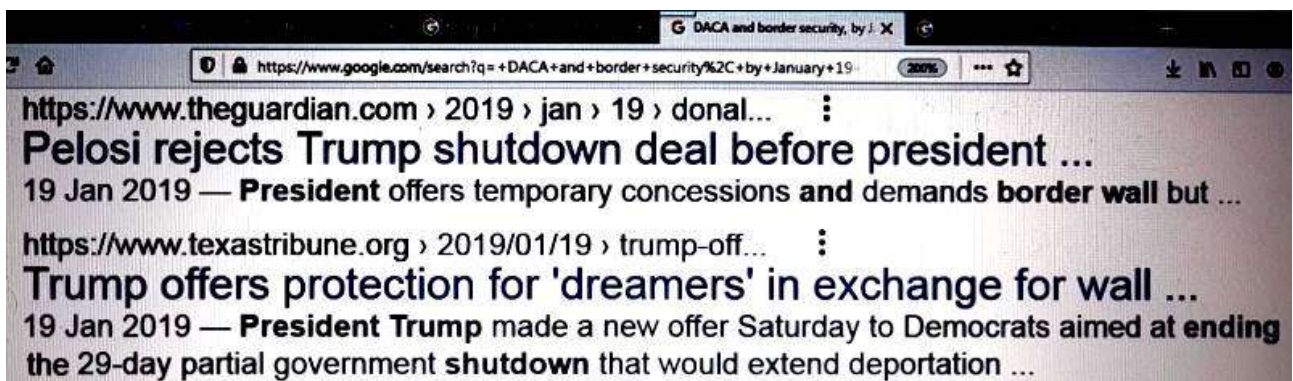 DACA and border security, by J
https://www.google.com/search?q=+DACA+and+border+security%2C+by+January+19-
200%
https://www.theguardian.com › 2019 › jan › 19 › donal...
Pelosi rejects Trump shutdown deal before president ...
19 Jan 2019 — President offers temporary concessions and demands border wall but ...
https://www.texastribune.org › 2019/01/19 › trump-off...
Trump offers protection for 'dreamers' in exchange for wall ...
19 Jan 2019 — President Trump made a new offer Saturday to Democrats aimed at ending
the 29-day partial government shutdown that would extend deportation ...